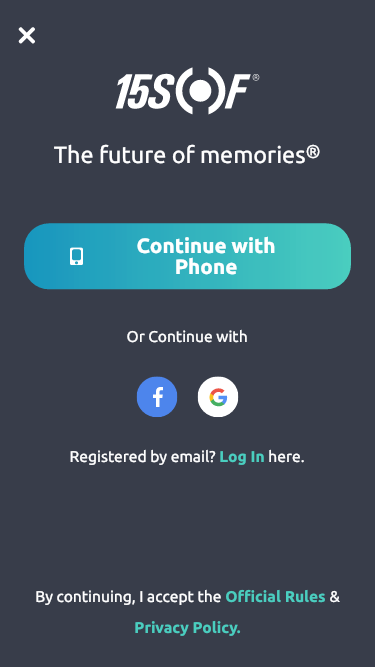 15SOF®
The future of memories®
Continue with
Phone
Or Continue with
Registered by email? Log In here.
By continuing, I accept the Official Rules &
Privacy Policy.